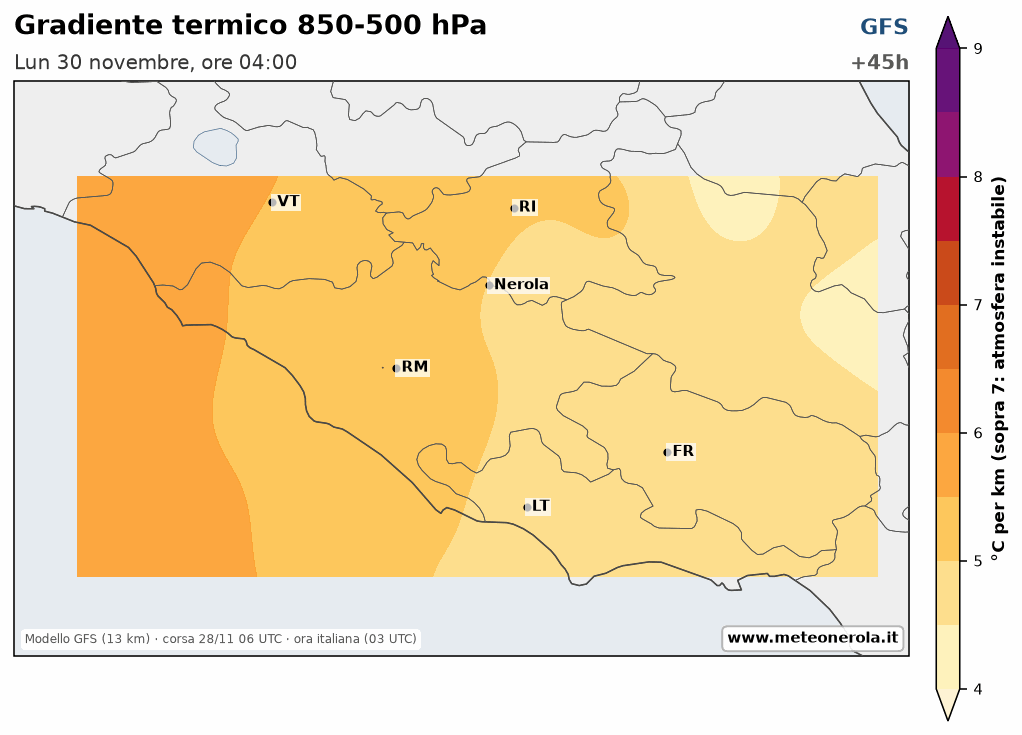 Gradiente termico 850-500 hPa
GFS
Lun 30 novembre, ore 04:00
+45h
VT
RI
Nerola
RM
FR
LT
Modello GFS (13 km) · corsa 28/11 06 UTC · ora italiana (03 UTC)
www.meteonerola.it
9
8
7
6
5
4
°C per km (sopra 7: atmosfera instabile)